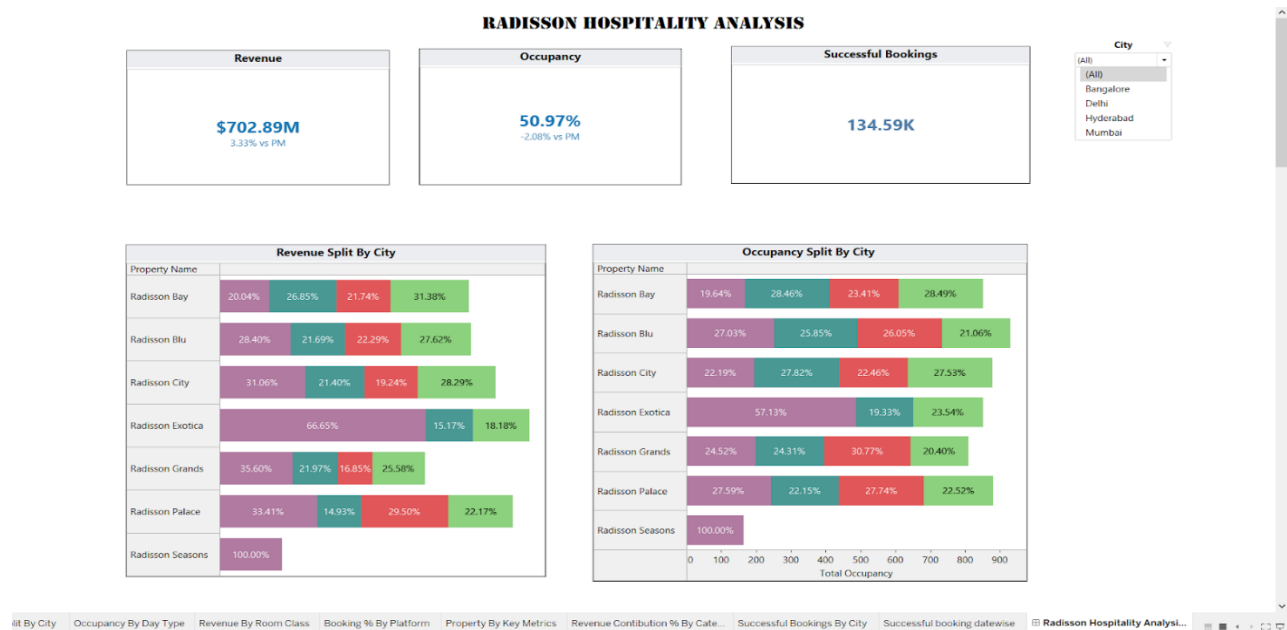 RADISSON HOSPITALITY ANALYSIS
Revenue
$702.89M
3.33% vs PM
Occupancy
50.97%
-2.08% vs PM
Successful Bookings
134.59K
City
(All)
(All)
Bangalore
Delhi
Hyderabad
Mumbai
Revenue Split By City
Property Name
Radisson Bay 20.04% 26.85% 21.74% 31.38%
Radisson Blu 28.40% 21.69% 22.29% 27.62%
Radisson City 31.06% 21.40% 19.24% 28.29%
Radisson Exotica 66.65% 15.17% 18.18%
Radisson Grands 35.60% 21.97% 16.85% 25.58%
Radisson Palace 33.41% 14.93% 29.50% 22.17%
Radisson Seasons 100.00%
Occupancy Split By City
Property Name
Radisson Bay 19.64% 28.46% 23.41% 28.49%
Radisson Blu 27.03% 25.85% 26.05% 21.06%
Radisson City 22.19% 27.82% 22.46% 27.53%
Radisson Exotica 57.13% 19.33% 23.54%
Radisson Grands 24.52% 24.31% 30.77% 20.40%
Radisson Palace 27.59% 22.15% 27.74% 22.52%
Radisson Seasons 100.00%
0 100 200 300 400 500 600 700 800 900
Total Occupancy
lit By City Occupancy By Day Type Revenue By Room Class Booking % By Platform Property By Key Metrics Revenue Contibution % By Cate... Successful Bookings By City Successful booking datewise Radisson Hospitality Analysi...